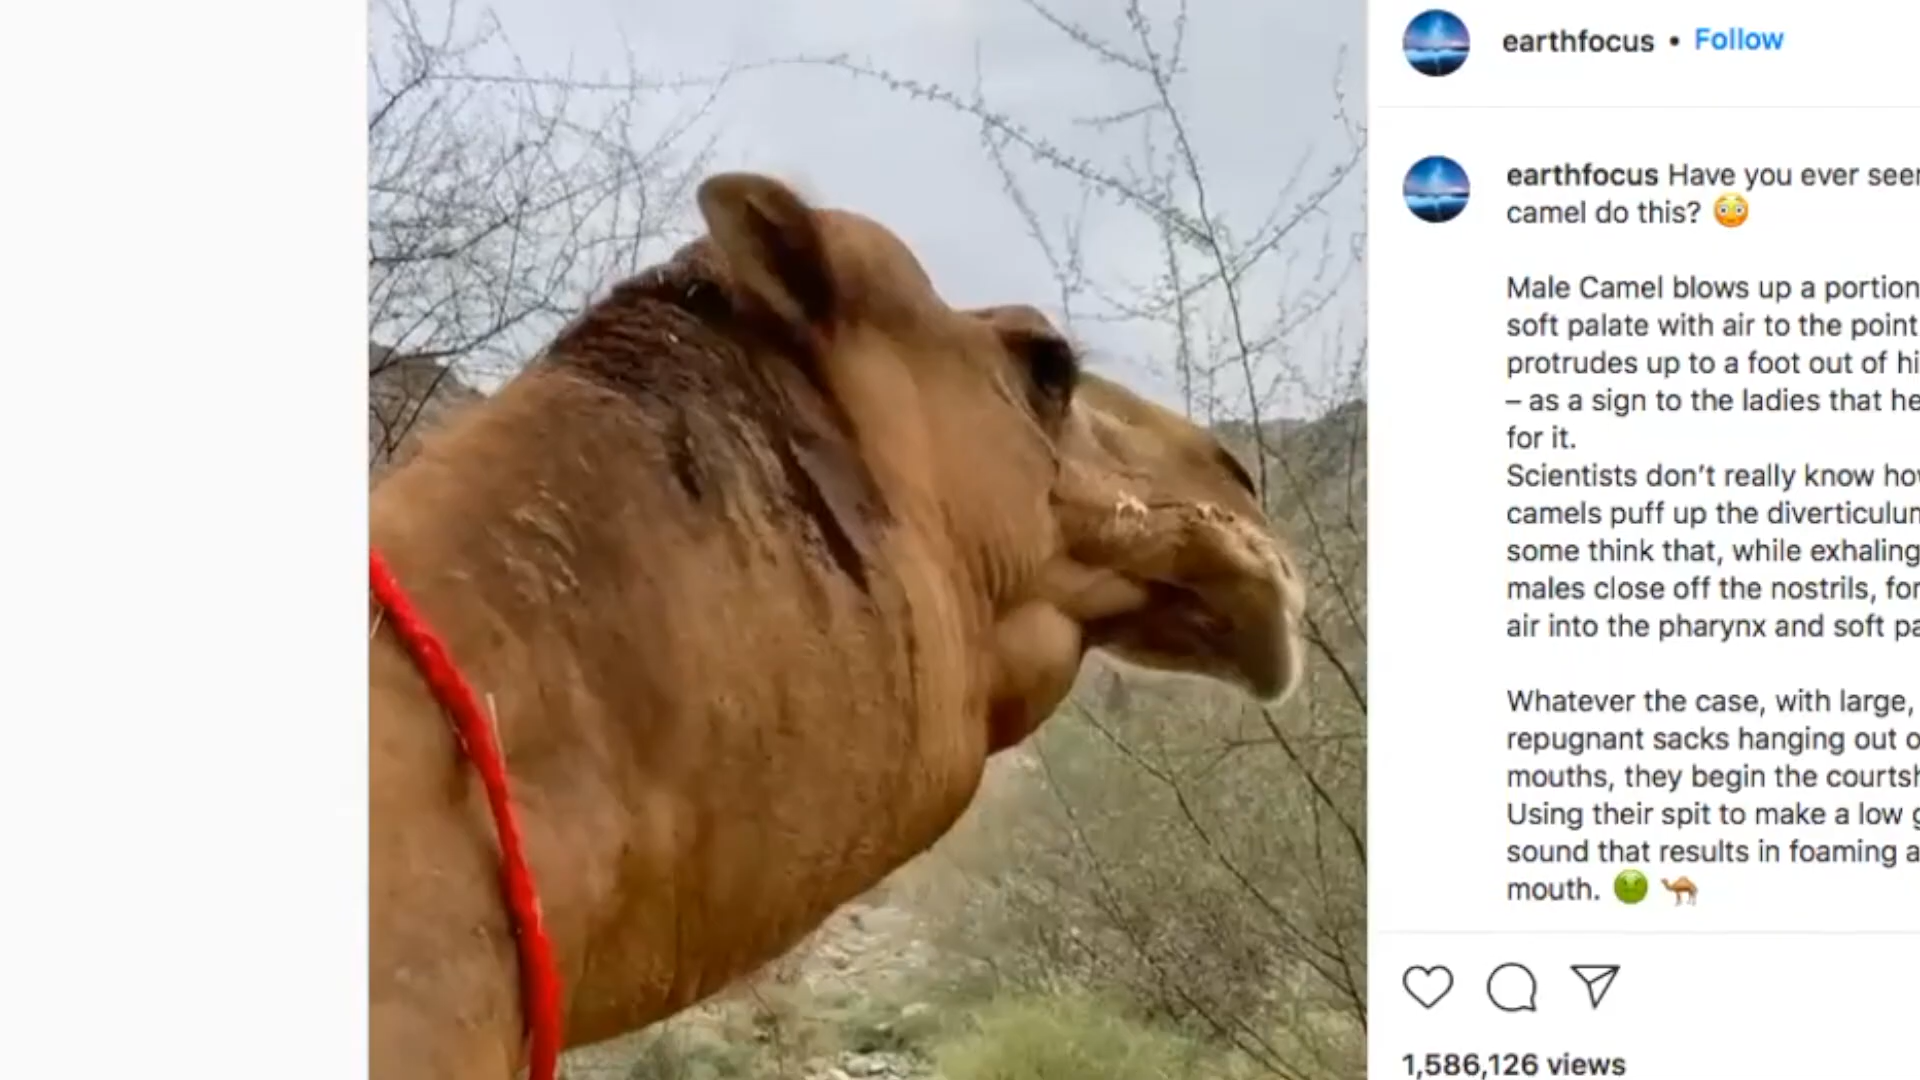 earthfocus • Follow
earthfocus Have you ever seen
camel do this? 😳
Male Camel blows up a portion
soft palate with air to the point
protrudes up to a foot out of hi
– as a sign to the ladies that he
for it.
Scientists don’t really know ho
camels puff up the diverticulum
some think that, while exhaling
males close off the nostrils, for
air into the pharynx and soft pa
Whatever the case, with large,
repugnant sacks hanging out o
mouths, they begin the courtsh
Using their spit to make a low g
sound that results in foaming a
mouth. 🤢 🐪
1,586,126 views